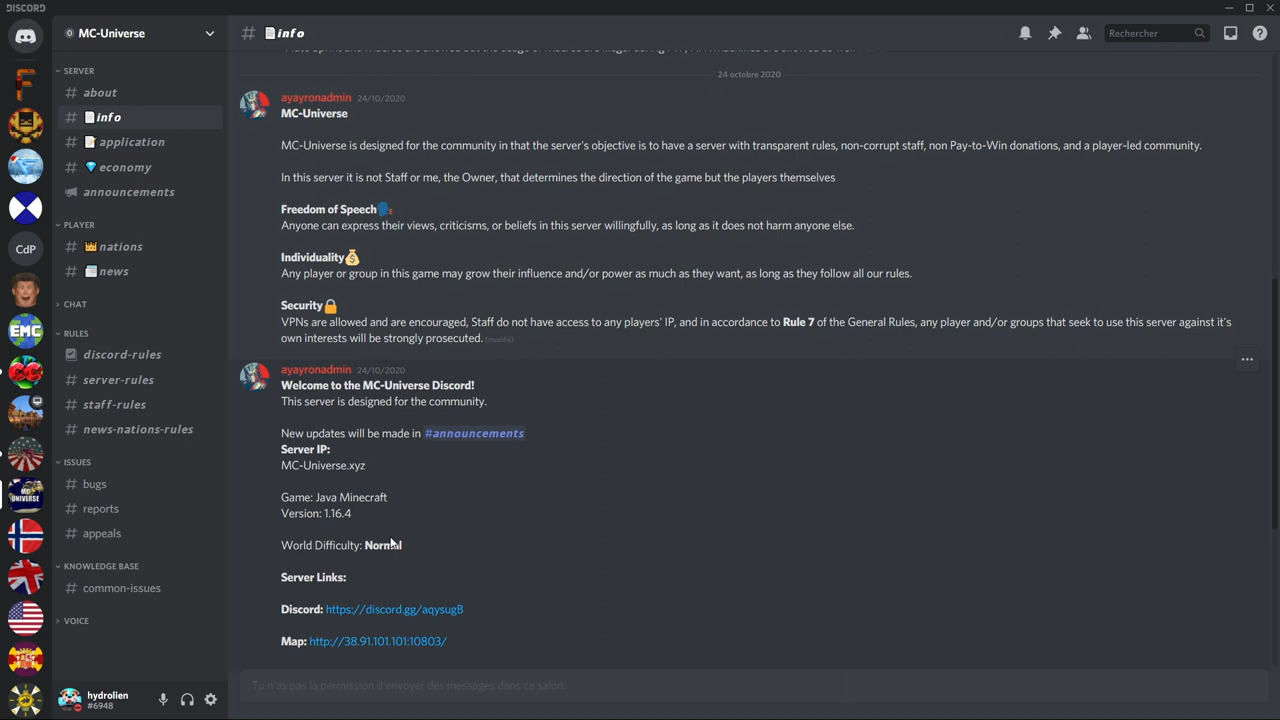 DISCORD
MC-Universe
info
Rechercher
SERVER
about
info
application
economy
announcements
PLAYER
nations
news
CHAT
RULES
discord-rules
server-rules
staff-rules
news-nations-rules
ISSUES
bugs
reports
appeals
KNOWLEDGE BASE
common-issues
VOICE
CdP
EMC
MC UNIVERSE
hydrolien
#6948
24 octobre 2020
ayayronadmin 24/10/2020
MC-Universe
MC-Universe is designed for the community in that the server's objective is to have a server with transparent rules, non-corrupt staff, non Pay-to-Win donations, and a player-led community.
In this server it is not Staff or me, the Owner, that determines the direction of the game but the players themselves
Freedom of Speech
Anyone can express their views, criticisms, or beliefs in this server willingfully, as long as it does not harm anyone else.
Individuality
Any player or group in this game may grow their influence and/or power as much as they want, as long as they follow all our rules.
Security
VPNs are allowed and are encouraged, Staff do not have access to any players' IP, and in accordance to Rule 7 of the General Rules, any player and/or groups that seek to use this server against it's
own interests will be strongly prosecuted. (modifié)
ayayronadmin 24/10/2020
Welcome to the MC-Universe Discord!
This server is designed for the community.
New updates will be made in #announcements
Server IP:
MC-Universe.xyz
Game: Java Minecraft
Version: 1.16.4
World Difficulty: Normal
Server Links:
Discord: https://discord.gg/aqysugB
Map: http://38.91.101.101:10803/
Tu n'as pas la permission d'envoyer des messages dans ce salon.